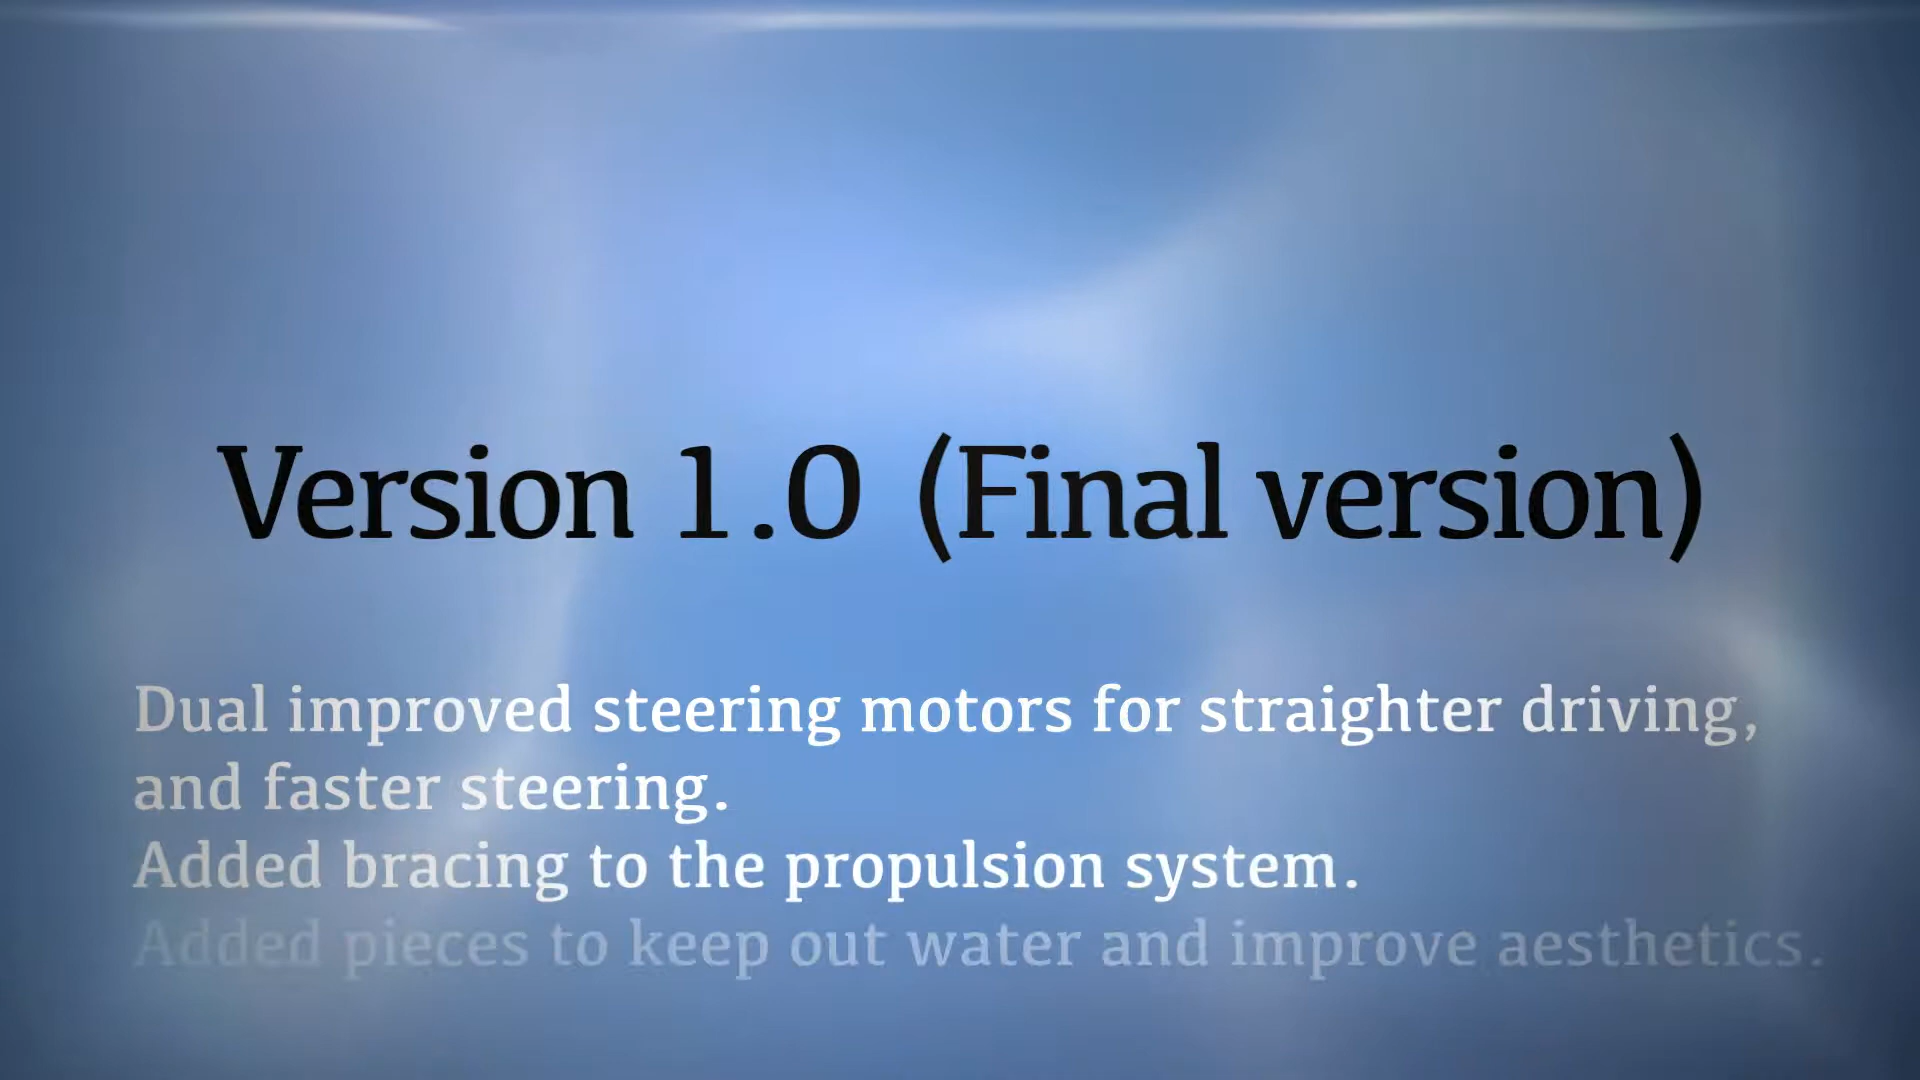 Version 1.0 (Final version)
Dual improved steering motors for straighter driving,
and faster steering.
Added bracing to the propulsion system.
Added pieces to keep out water and improve aesthetics.